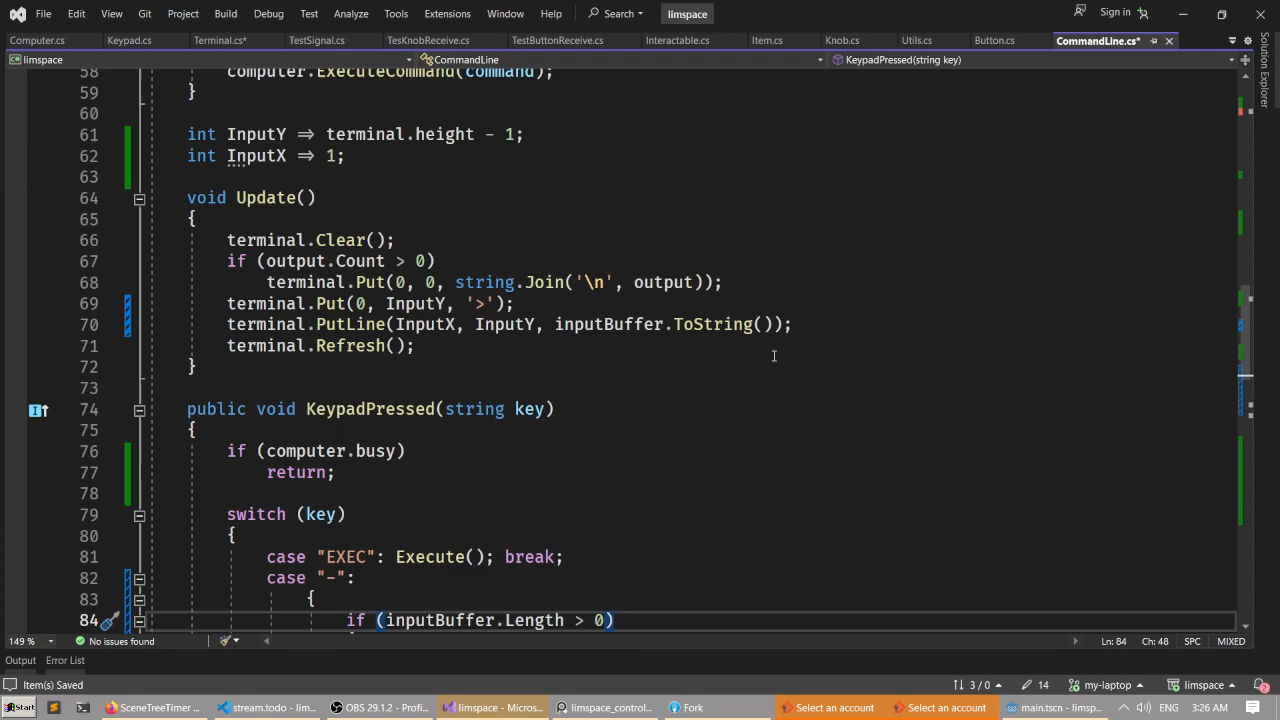 File Edit View Git Project Build Debug Test Analyze Tools Extensions Window Help Search limspace Sign in
Computer.cs Keypad.cs Terminal.cs* TestSignal.cs TesKnobReceive.cs TestButtonReceive.cs Interactable.cs Item.cs Knob.cs Utils.cs Button.cs CommandLine.cs*
limspace CommandLine KeypadPressed(string key)
58 computer.ExecuteCommand(command);
59 }
60
61 int InputY => terminal.height - 1;
62 int InputX => 1;
63
64 void Update()
65 {
66 terminal.Clear();
67 if (output.Count > 0)
68 terminal.Put(0, 0, string.Join('\n', output));
69 terminal.Put(0, InputY, '>');
70 terminal.PutLine(InputX, InputY, inputBuffer.ToString());
71 terminal.Refresh();
72 }
73
74 public void KeypadPressed(string key)
75 {
76 if (computer.busy)
77 return;
78
79 switch (key)
80 {
81 case "EXEC": Execute(); break;
82 case "-":
83 {
84 if (inputBuffer.Length > 0)
Solution Explorer
149 % No issues found Ln: 84 Ch: 48 SPC MIXED
Output Error List
Item(s) Saved 3 / 0 14 my-laptop limspace 2
Start SceneTreeTimer ... stream.todo - lim... OBS 29.1.2 - Profi... limspace - Micros... limspace_control... Fork Select an account Select an account main.tscn - limsp... ENG 3:26 AM